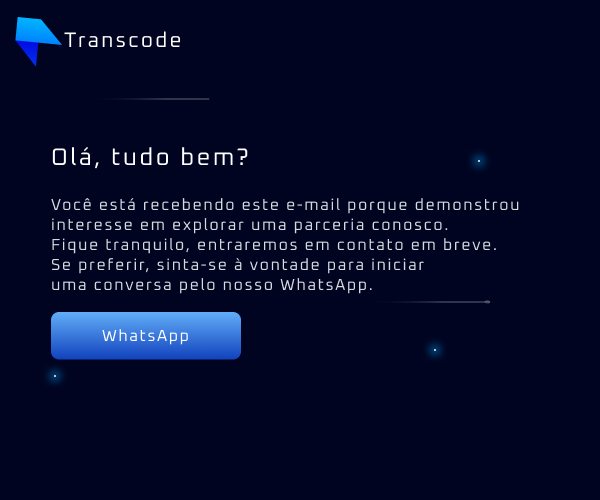 Transcode
Olá, tudo bem?
Você está recebendo este e-mail porque demonstrou
interesse em explorar uma parceria conosco.
Fique tranquilo, entraremos em contato em breve.
Se preferir, sinta-se à vontade para iniciar
uma conversa pelo nosso WhatsApp.
WhatsApp